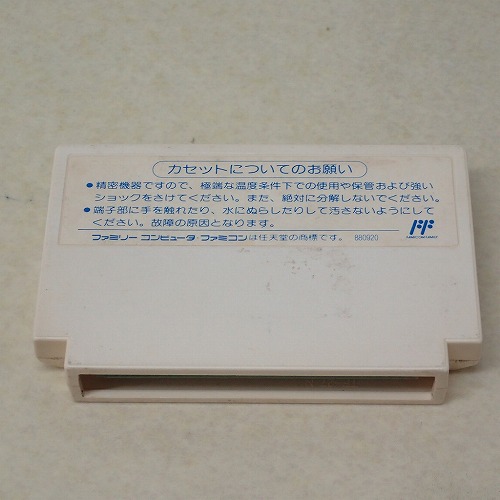 カセットについてのお願い
●精密機器ですので、極端な温度条件下での使用や保管および強い
ショックをさけてください。また、絶対に分解しないでください。
●端子部に手を触れたり、水にぬらしたりして汚さないようにして
ください。故障の原因となります。
ファミリーコンピュータ・ファミコンは任天堂の商標です。 880920